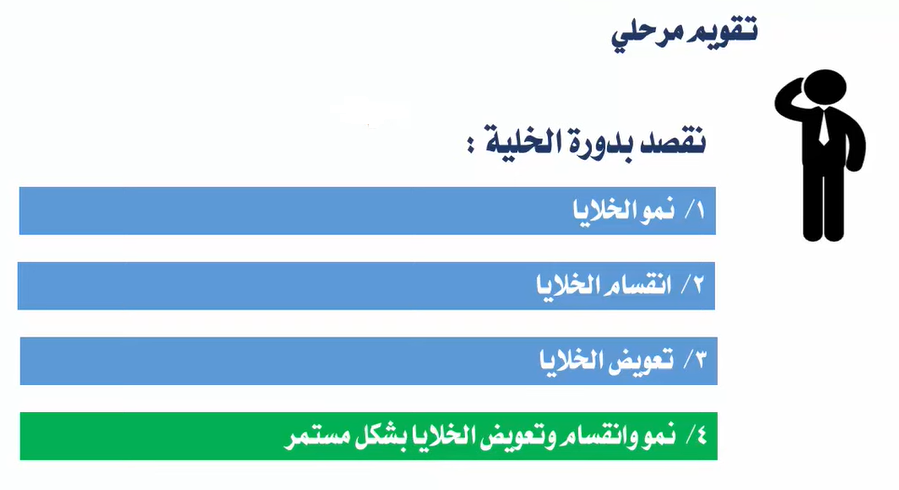 تقويم مرحلي
نقصد بدورة الخلية :
١/ نمو الخلايا
٢/ انقسام الخلايا
٣/ تعويض الخلايا
٤/ نمو وانقسام وتعويض الخلايا بشكل مستمر